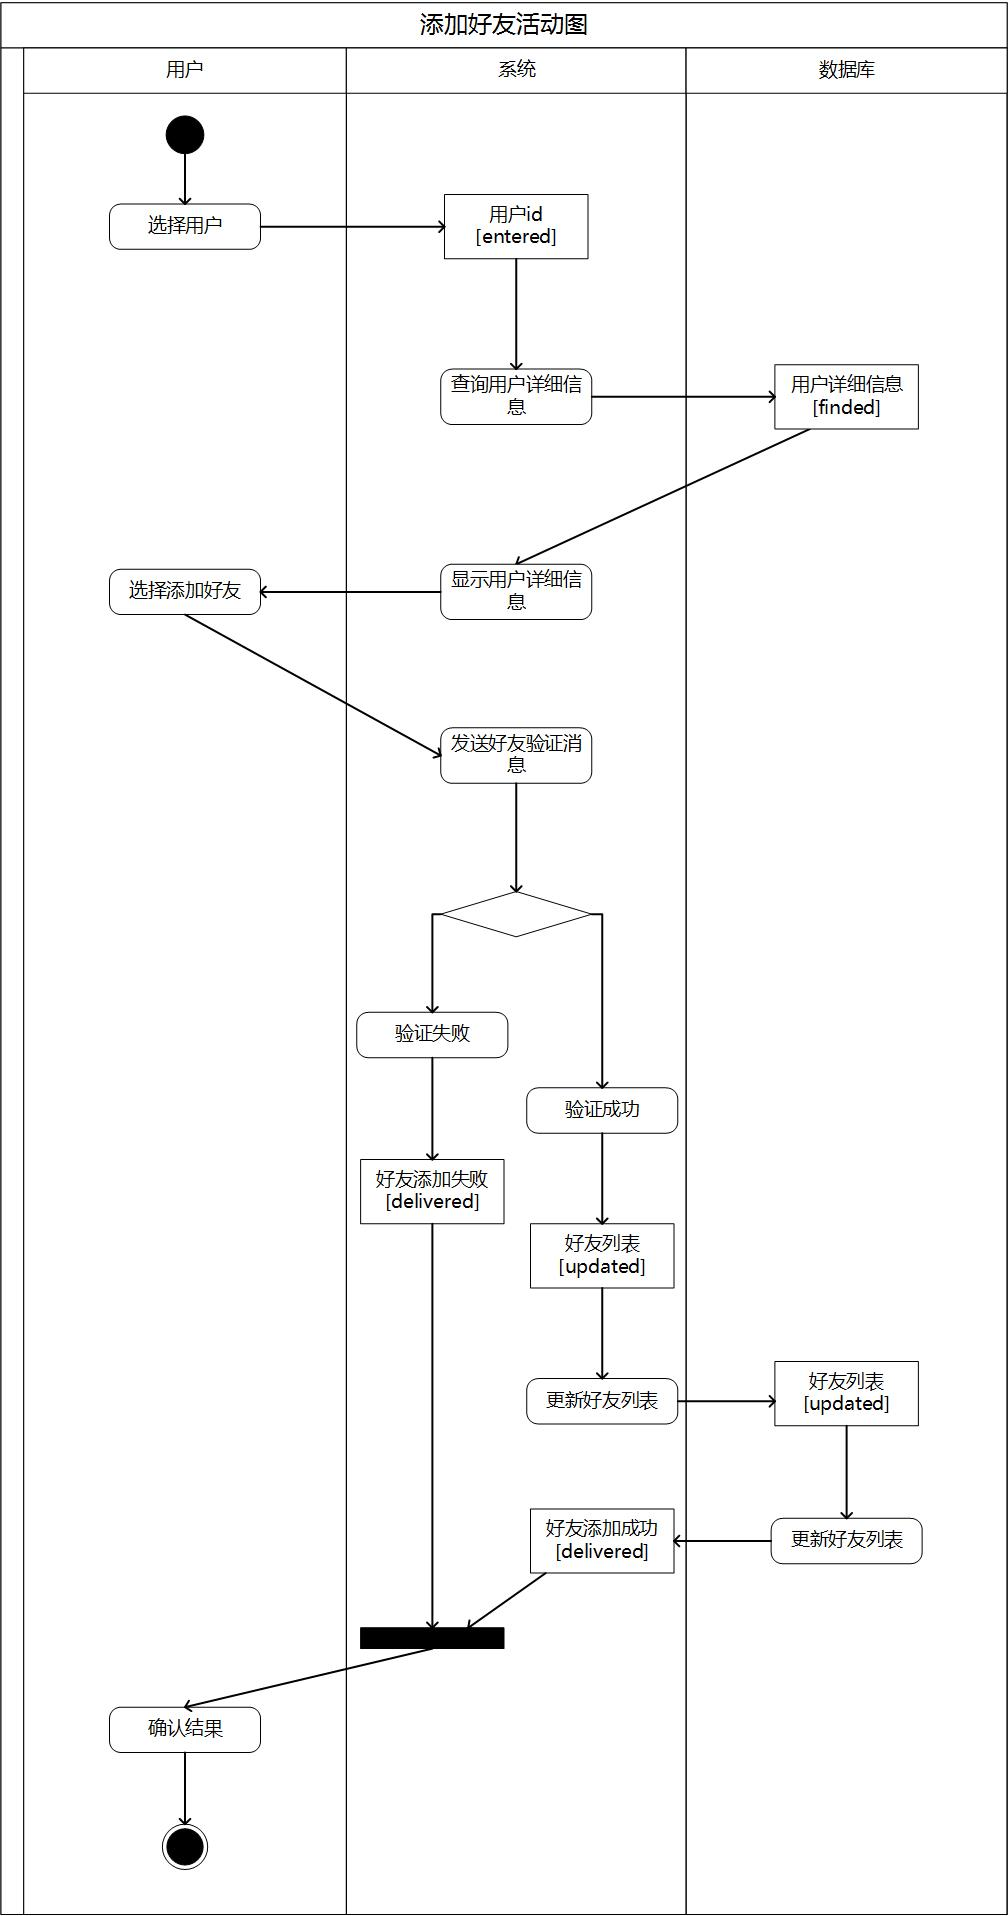 添加好友活动图
用户
系统
数据库
选择用户
用户id
[entered]
查询用户详细信
息
用户详细信息
[finded]
选择添加好友
显示用户详细信
息
发送好友验证消
息
验证失败
验证成功
好友添加失败
[delivered]
好友列表
[updated]
更新好友列表
好友列表
[updated]
好友添加成功
[delivered]
更新好友列表
确认结果